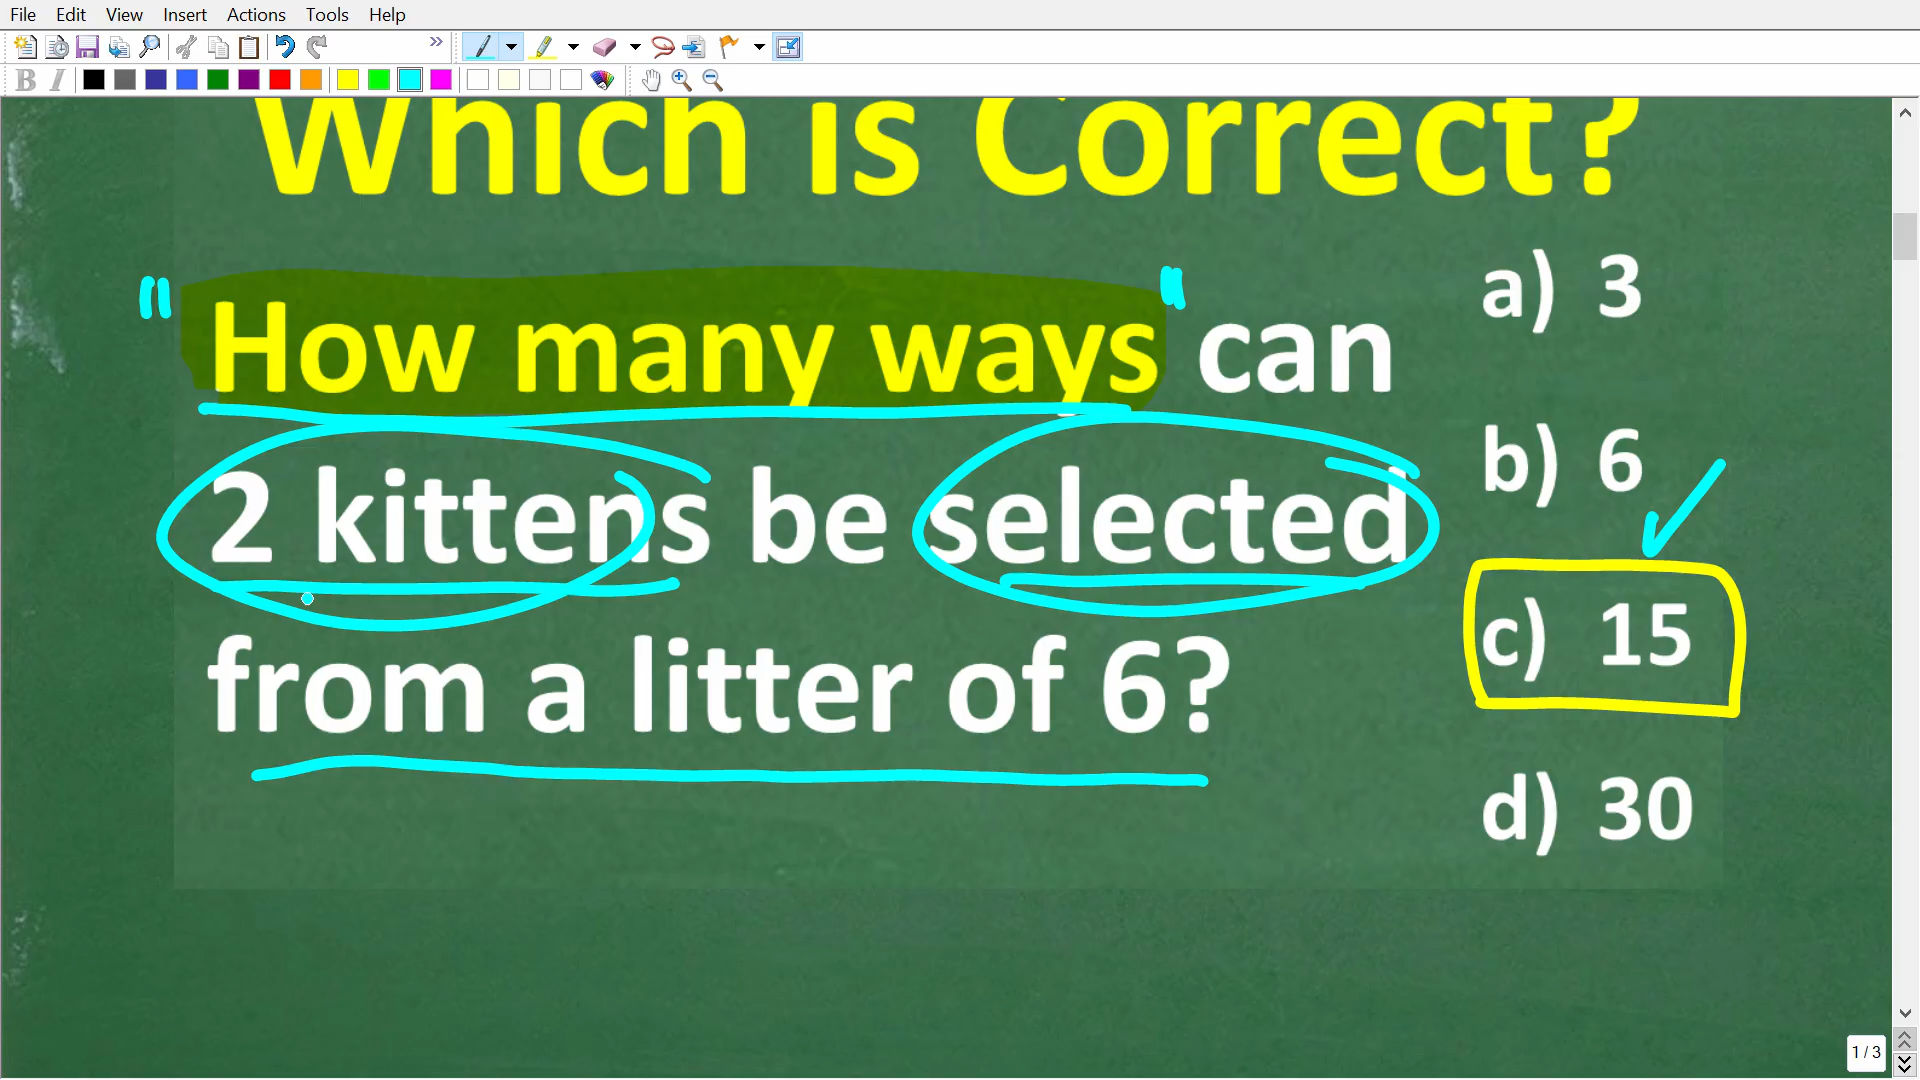 File Edit View Insert Actions Tools Help
B I
Which is Correct?
"How many ways" can
2 kittens be selected
from a litter of 6?
a) 3
b) 6
c) 15
d) 30
1 / 3